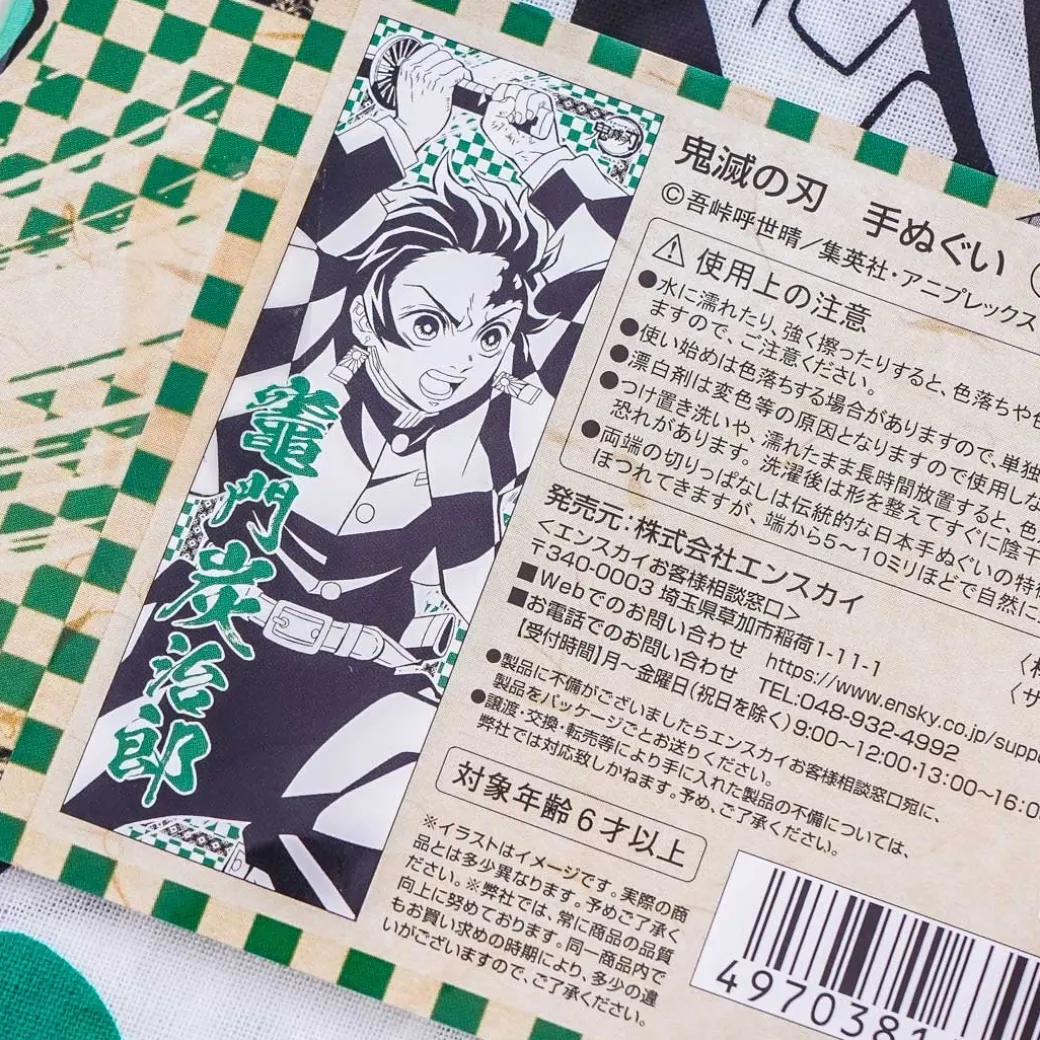 鬼滅の刃
竈門炭治郎
鬼滅の刃 手ぬぐい
©吾峠呼世晴/集英社・アニプレックス
⚠使用上の注意
●水に濡れたり、強く擦ったりすると、色落ちや色
ますので、ご注意ください。
●使い始めは色落ちする場合がありますので、単独
●漂白剤は変色等の原因となりますので使用しな
●つけ置き洗いや、濡れたまま長時間放置すると、色
恐れがあります。洗濯後は形を整えてすぐに陰干
●両端の切りっぱなしは伝統的な日本手ぬぐいの特徴
ほつれてきますが、端から5~10ミリほどで自然に
発売元:株式会社エンスカイ
<エンスカイお客様相談窓口>
〒340-0003 埼玉県草加市稲荷1-11-1
■Webでのお問い合わせ https://www.ensky.co.jp/suppo
■お電話でのお問い合わせ TEL:048-932-4992
【受付時間】月~金曜日(祝日を除く)9:00~12:00・13:00~16:0
●製品に不備がございましたらエンスカイお客様相談窓口宛に、
製品をパッケージごとお送りください。
●譲渡・交換・転売等により手に入れた製品の不備については、
弊社では対応致しかねます。予め、ご了承ください。
対象年齢6才以上
※イラストはイメージです。実際の商
品とは多少異なります。予めご了承く
ださい。※弊社では、常に商品の品質
向上に努めております。同一商品内で
もお買い求めの時期により、多少の違
いがございますので、ご了承ください。
4970381